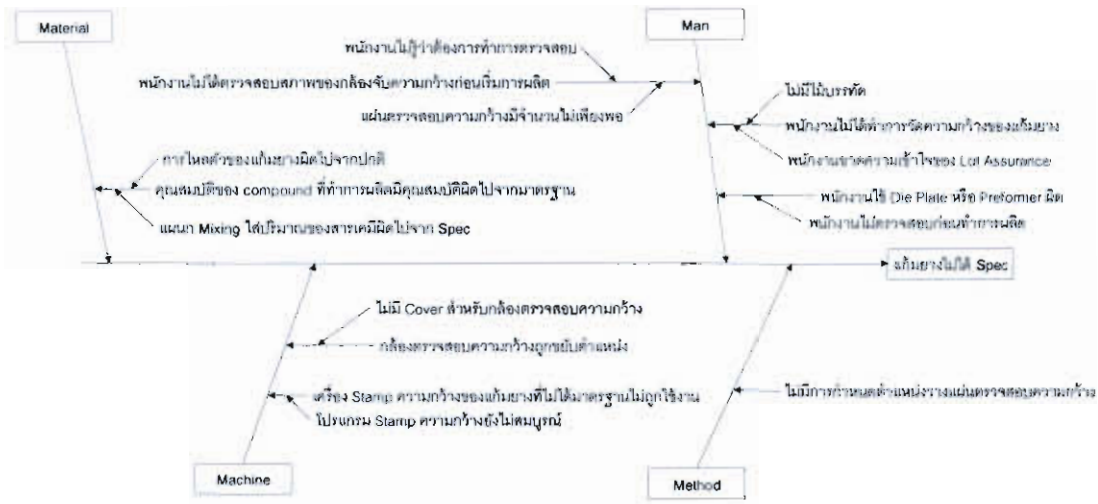 Material
Man
พนักงานไม่รู้ว่าต้องการทำการตรวจสอบ
พนักงานไม่ได้ตรวจสอบสภาพของกล้องจับความกว้างก่อนเริ่มการผลิต
แผ่นตรวจสอบความกว้างมีจำนวนไม่เพียงพอ
ไม่มีไม้บรรทัด
พนักงานไม่ได้ทำการวัดความกว้างของแก้มยาง
พนักงานขาดความเข้าใจของ Lot Assurance
การไหลตัวของแก้มยางผิดไปจากปกติ
คุณสมบัติของ compound ที่ทำการผลิตมีคุณสมบัติผิดไปจากมาตรฐาน
แผนก Mixing ใส่ปริมาณของสารเคมีผิดไปจาก Spec
พนักงานใช้ Die Plate หรือ Preformer ผิด
พนักงานไม่ตรวจสอบก่อนทำการผลิต
แก้มยางไม่ได้ Spec
ไม่มี Cover สำหรับกล้องตรวจสอบความกว้าง
กล้องตรวจสอบความกว้างถูกขยับตำแหน่ง
เครื่อง Stamp ความกว้างของแก้มยางที่ไม่ได้มาตรฐานไม่ถูกใช้งาน
โปรแกรม Stamp ความกว้างยังไม่สมบูรณ์
ไม่มีการกำหนดตำแหน่งวางแผ่นตรวจสอบความกว้าง
Machine
Method